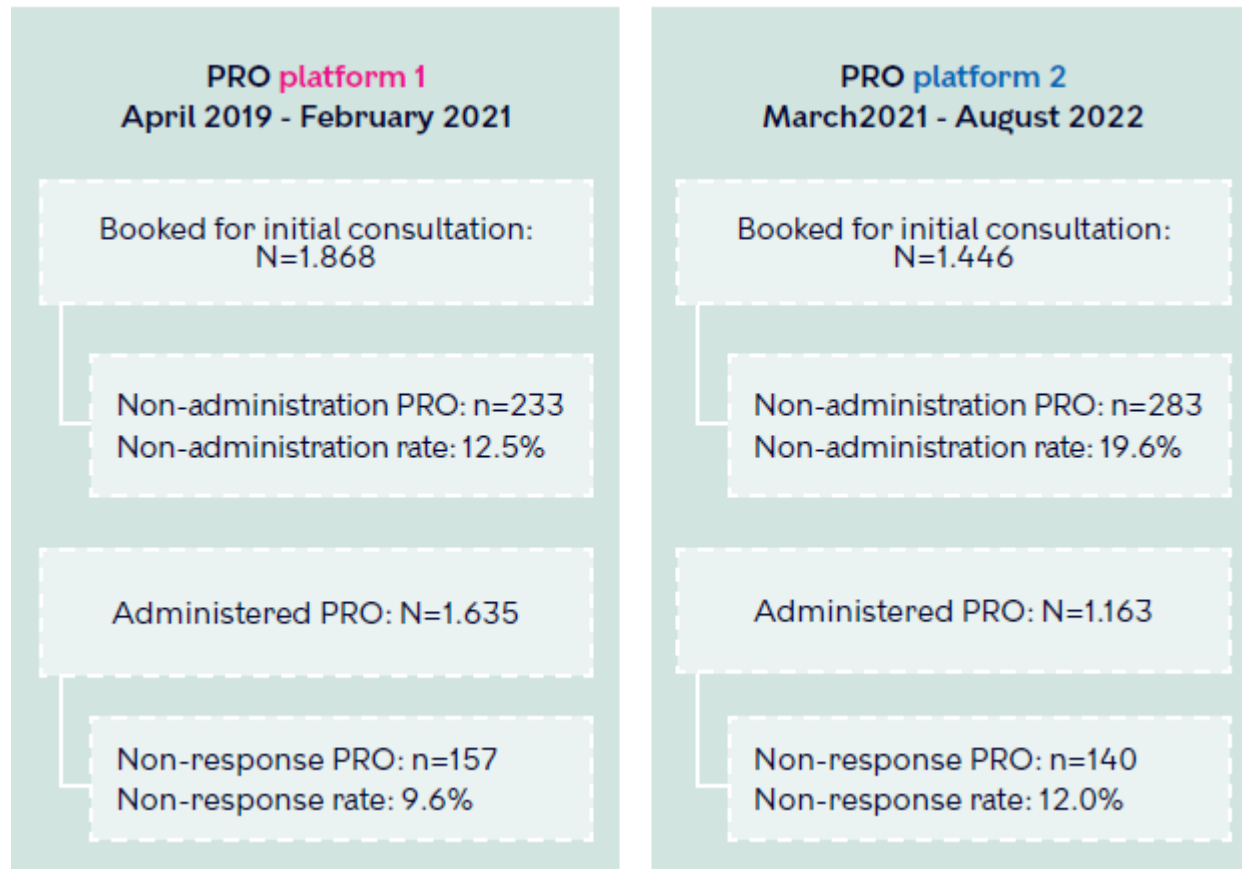 PRO platform 1
April 2019 - February 2021
Booked for initial consultation:
N=1.868
Non-administration PRO: n=233
Non-administration rate: 12.5%
Administered PRO: N=1.635
Non-response PRO: n=157
Non-response rate: 9.6%
PRO platform 2
March2021 - August 2022
Booked for initial consultation:
N=1.446
Non-administration PRO: n=283
Non-administration rate: 19.6%
Administered PRO: N=1.163
Non-response PRO: n=140
Non-response rate: 12.0%